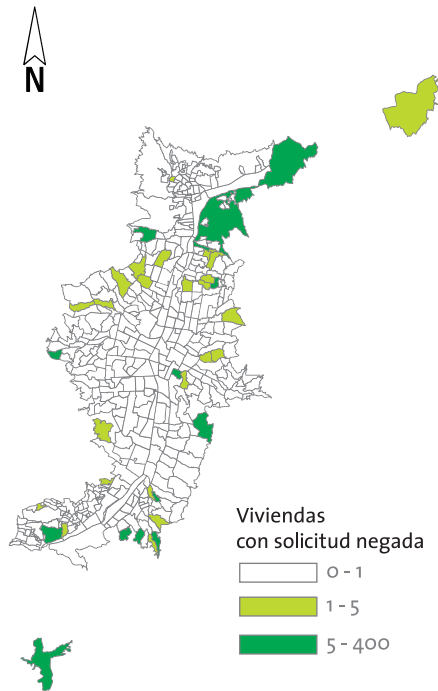 N
Viviendas
con solicitud negada
0 - 1
1 - 5
5 - 400